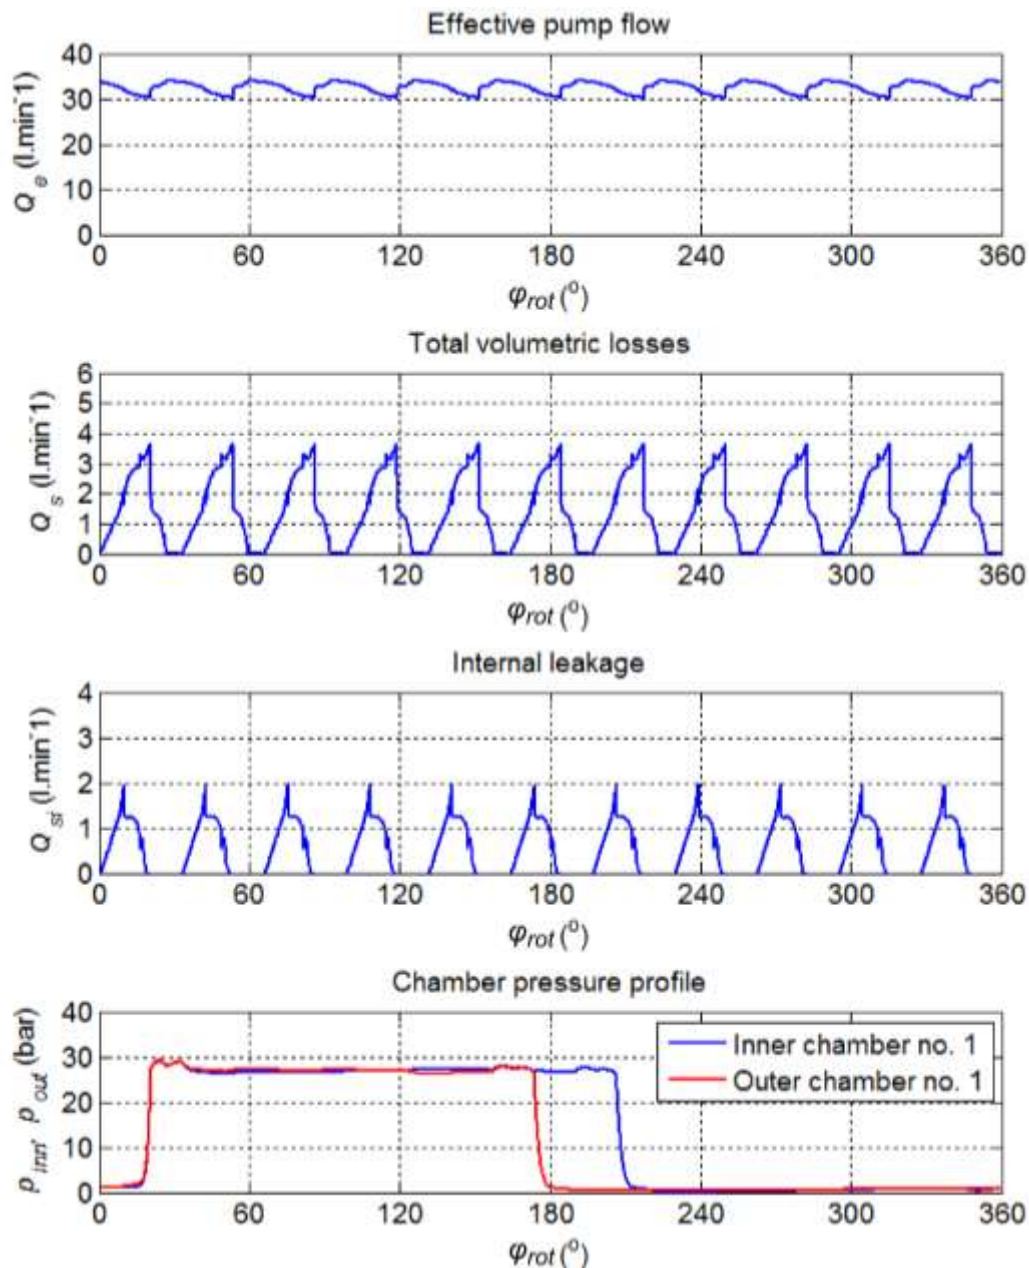 Effective pump flow
Q_e (l.min^-1)
40
30
20
10
0
0 60 120 180 240 300 360
φ_rot (°)
Total volumetric losses
Q_s (l.min^-1)
6
5
4
3
2
1
0
0 60 120 180 240 300 360
φ_rot (°)
Internal leakage
Q_si (l.min^-1)
4
3
2
1
0
0 60 120 180 240 300 360
φ_rot (°)
Chamber pressure profile
p_inn, p_out (bar)
40
30
20
10
0
Inner chamber no. 1
Outer chamber no. 1
0 60 120 180 240 300 360
φ_rot (°)